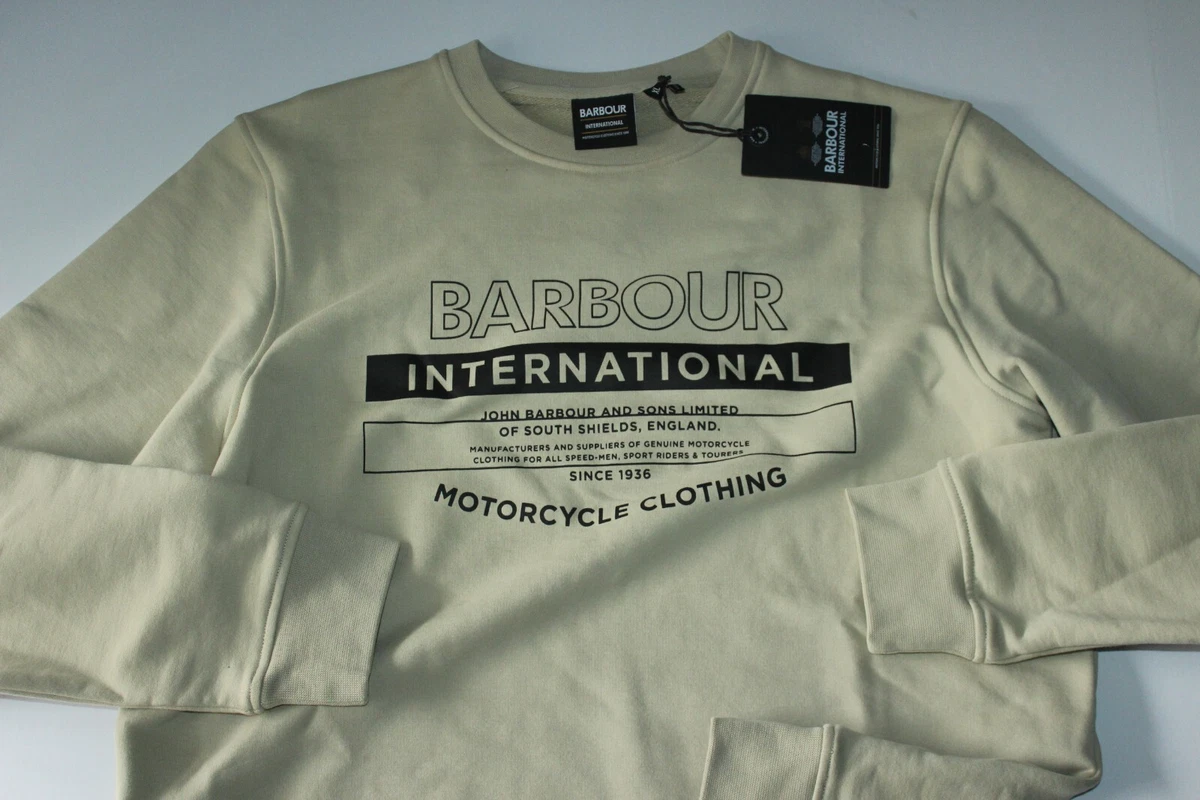 BARBOUR
INTERNATIONAL
BARBOUR
INTERNATIONAL
BARBOUR
INTERNATIONAL
JOHN BARBOUR AND SONS LIMITED
OF SOUTH SHIELDS, ENGLAND.
MANUFACTURERS AND SUPPLIERS OF GENUINE MOTORCYCLE
CLOTHING FOR ALL SPEED-MEN, SPORT RIDERS & TOURERS
SINCE 1936
MOTORCYCLE CLOTHING